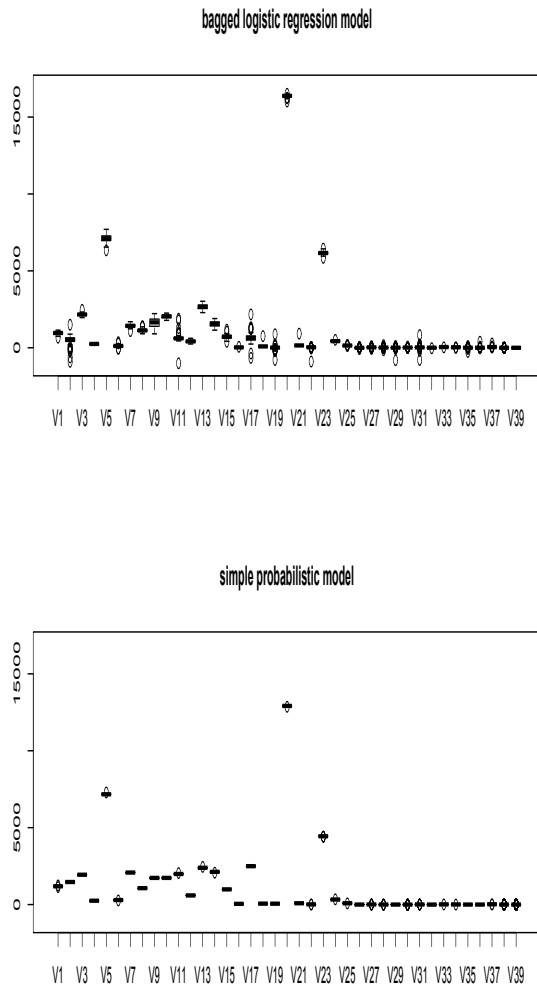 bagged logistic regression model
15000
5000
0
V1 V3 V5 V7 V9 V11 V13 V15 V17 V19 V21 V23 V25 V27 V29 V31 V33 V35 V37 V39
simple probabilistic model
15000
5000
0
V1 V3 V5 V7 V9 V11 V13 V15 V17 V19 V21 V23 V25 V27 V29 V31 V33 V35 V37 V39